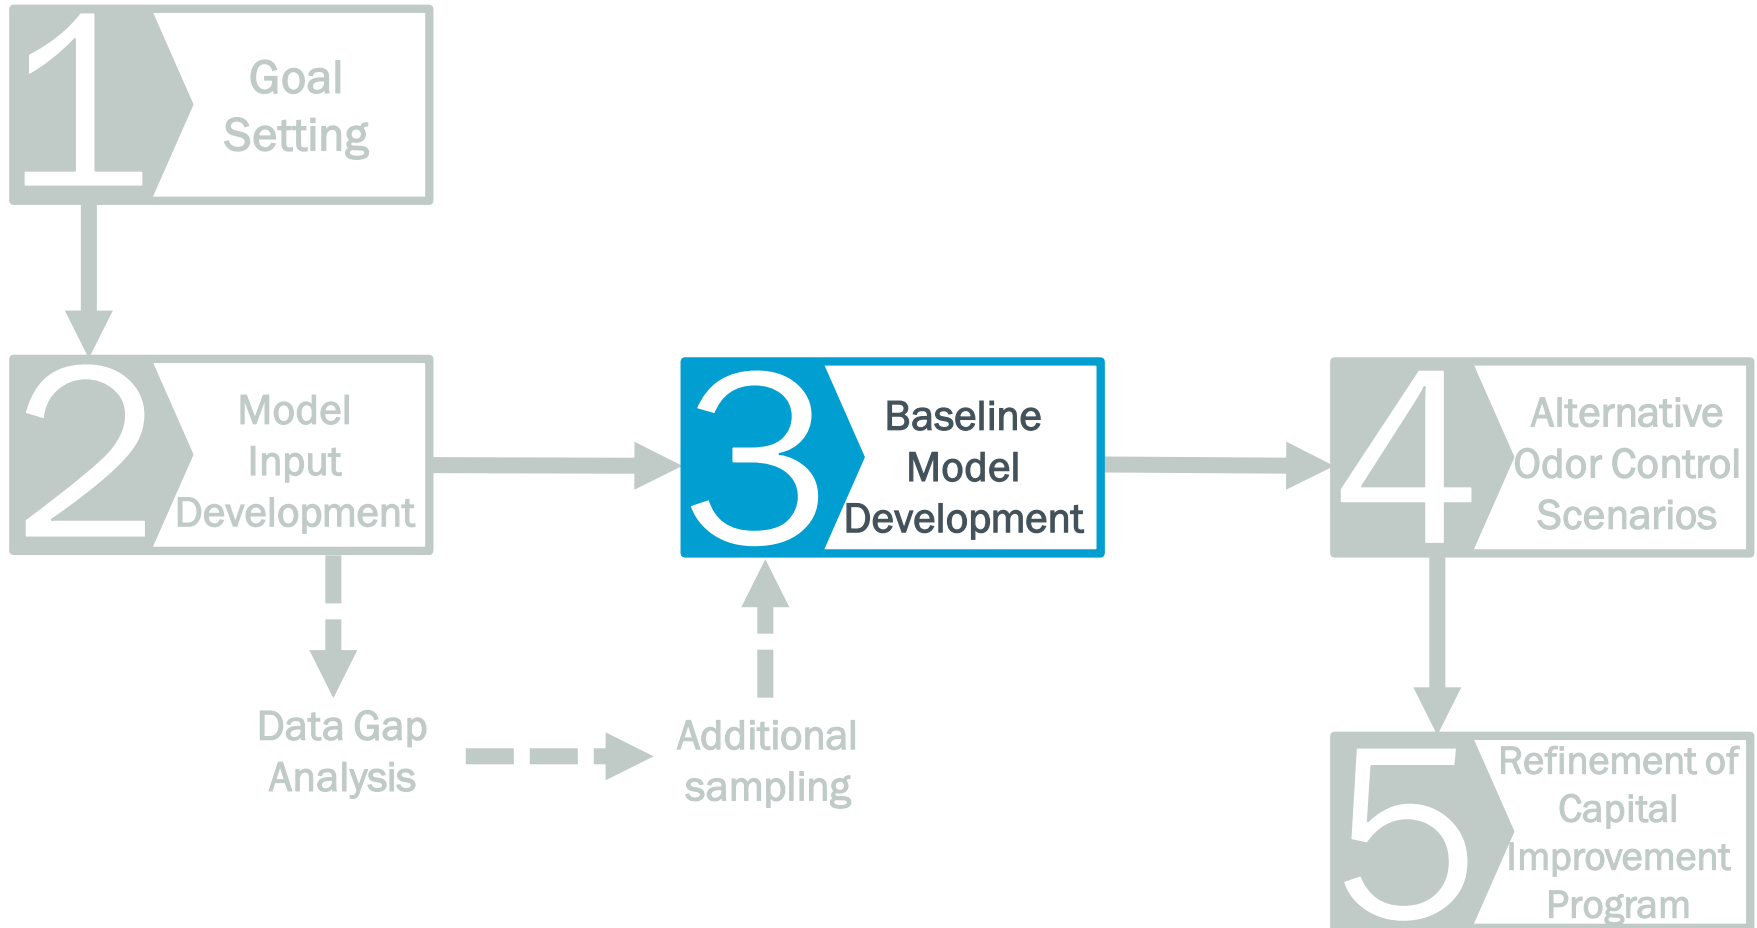 1
Goal
Setting
2
Model
Input
Development
3
Baseline
Model
Development
4
Alternative
Odor Control
Scenarios
Data Gap
Analysis
Additional
sampling
5
Refinement of
Capital
Improvement
Program